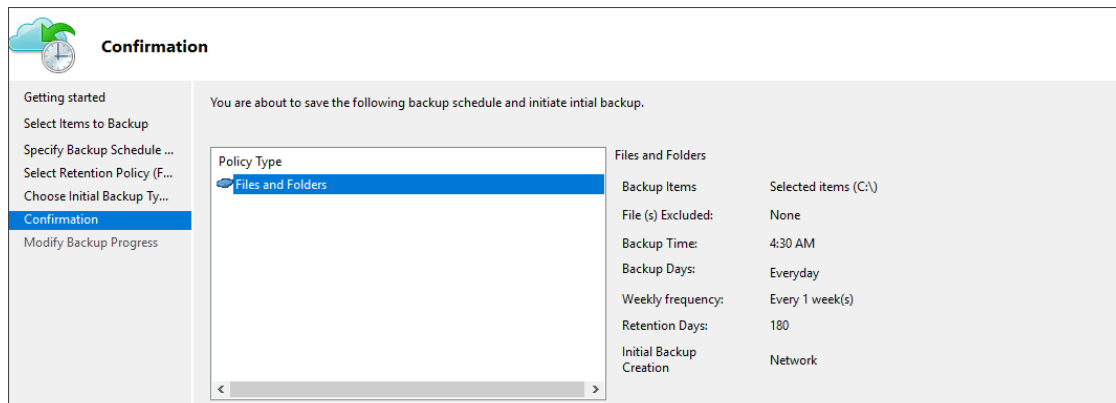 Confirmation
Getting started
Select Items to Backup
Specify Backup Schedule ...
Select Retention Policy (F...
Choose Initial Backup Ty...
Confirmation
Modify Backup Progress
You are about to save the following backup schedule and initiate intial backup.
Policy Type
Files and Folders
Files and Folders
Backup Items Selected items (C:\)
File (s) Excluded: None
Backup Time: 4:30 AM
Backup Days: Everyday
Weekly frequency: Every 1 week(s)
Retention Days: 180
Initial Backup
Creation Network